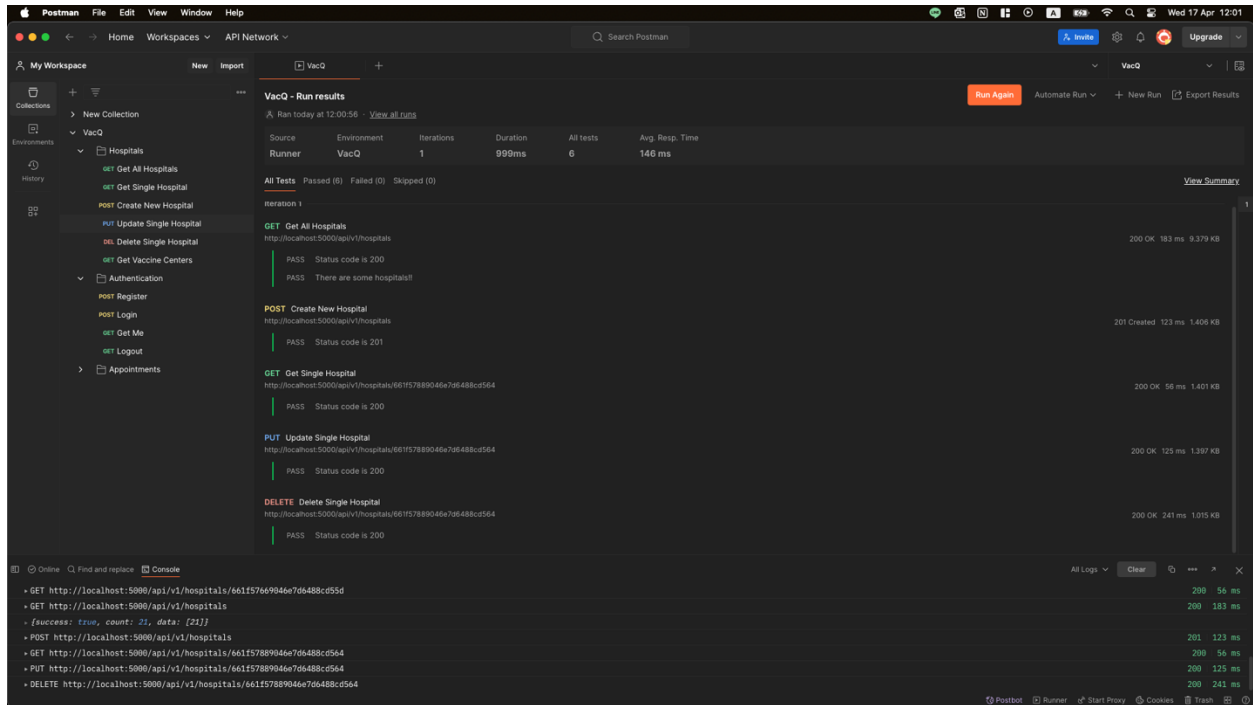 Postman File Edit View Window Help
Wed 17 Apr 12:01
Home Workspaces API Network
Search Postman
Invite
Upgrade
My Workspace New Import
VacQ
VacQ
Collections
Environments
History
New Collection
VacQ
Hospitals
GET Get All Hospitals
GET Get Single Hospital
POST Create New Hospital
PUT Update Single Hospital
DEL Delete Single Hospital
GET Get Vaccine Centers
Authentication
POST Register
POST Login
GET Get Me
GET Logout
Appointments
VacQ - Run results
Run Again Automate Run + New Run Export Results
Ran today at 12:00:56 · View all runs
Source Environment Iterations Duration All tests Avg. Resp. Time
Runner VacQ 1 999ms 6 146 ms
All Tests Passed (6) Failed (0) Skipped (0) View Summary
Iteration 1
1
GET Get All Hospitals
http://localhost:5000/api/v1/hospitals
200 OK 183 ms 9.379 KB
PASS Status code is 200
PASS There are some hospitals!!
POST Create New Hospital
http://localhost:5000/api/v1/hospitals
201 Created 123 ms 1.406 KB
PASS Status code is 201
GET Get Single Hospital
http://localhost:5000/api/v1/hospitals/661f57889046e7d6488cd564
200 OK 56 ms 1.401 KB
PASS Status code is 200
PUT Update Single Hospital
http://localhost:5000/api/v1/hospitals/661f57889046e7d6488cd564
200 OK 125 ms 1.397 KB
PASS Status code is 200
DELETE Delete Single Hospital
http://localhost:5000/api/v1/hospitals/661f57889046e7d6488cd564
200 OK 241 ms 1.015 KB
PASS Status code is 200
Online Find and replace Console
All Logs Clear
GET http://localhost:5000/api/v1/hospitals/661f57669046e7d6488cd55d 200 56 ms
GET http://localhost:5000/api/v1/hospitals 200 183 ms
{success: true, count: 21, data: [21]}
POST http://localhost:5000/api/v1/hospitals 201 123 ms
GET http://localhost:5000/api/v1/hospitals/661f57889046e7d6488cd564 200 56 ms
PUT http://localhost:5000/api/v1/hospitals/661f57889046e7d6488cd564 200 125 ms
DELETE http://localhost:5000/api/v1/hospitals/661f57889046e7d6488cd564 200 241 ms
Postbot Runner Start Proxy Cookies Trash